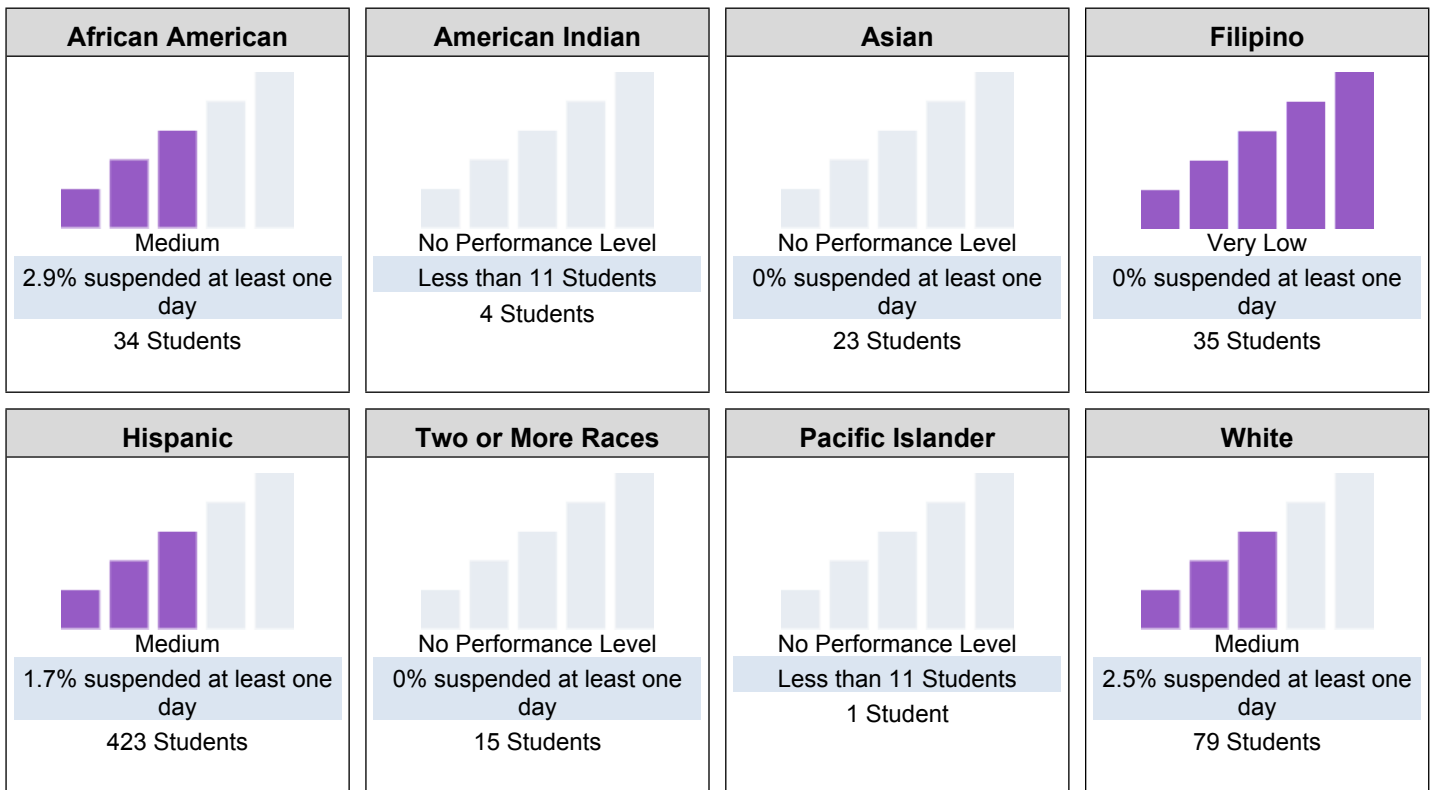 African American
Medium
2.9% suspended at least one
day
34 Students
American Indian
No Performance Level
Less than 11 Students
4 Students
Asian
No Performance Level
0% suspended at least one
day
23 Students
Filipino
Very Low
0% suspended at least one
day
35 Students
Hispanic
Medium
1.7% suspended at least one
day
423 Students
Two or More Races
No Performance Level
0% suspended at least one
day
15 Students
Pacific Islander
No Performance Level
Less than 11 Students
1 Student
White
Medium
2.5% suspended at least one
day
79 Students